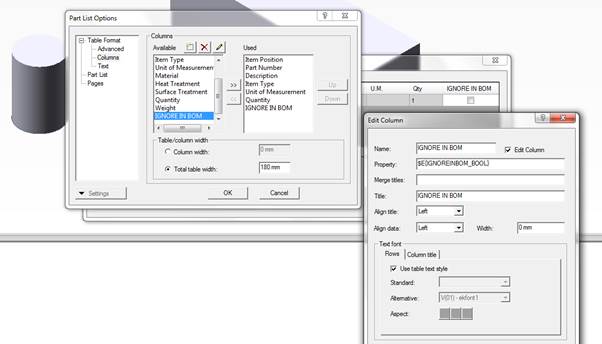 Part List Options
Table Format
Advanced
Columns
Text
Part List
Pages
Columns
Available
Used
Item Type
Unit of Measurement
Material
Heat Treatment
Surface Treatment
Quantity
Weight
IGNORE IN BOM
>>
<<
Item Position
Part Number
Description
Item Type
Unit of Measurement
Quantity
IGNORE IN BOM
Up
Down
Table/column width
Column width: 0 mm
Total table width: 180 mm
Settings
OK Cancel
U.M. Qty IGNORE IN BOM
1
Edit Column
Name: IGNORE IN BOM Edit Column
Property: $E{IGNOREINBOM_BOOL}
Merge titles:
Title: IGNORE IN BOM
Align title: Left
Align data: Left Width: 0 mm
Text font
Rows Column title
Use table text style
Standard:
Alternative: V(01) - ekfont1
Aspect: